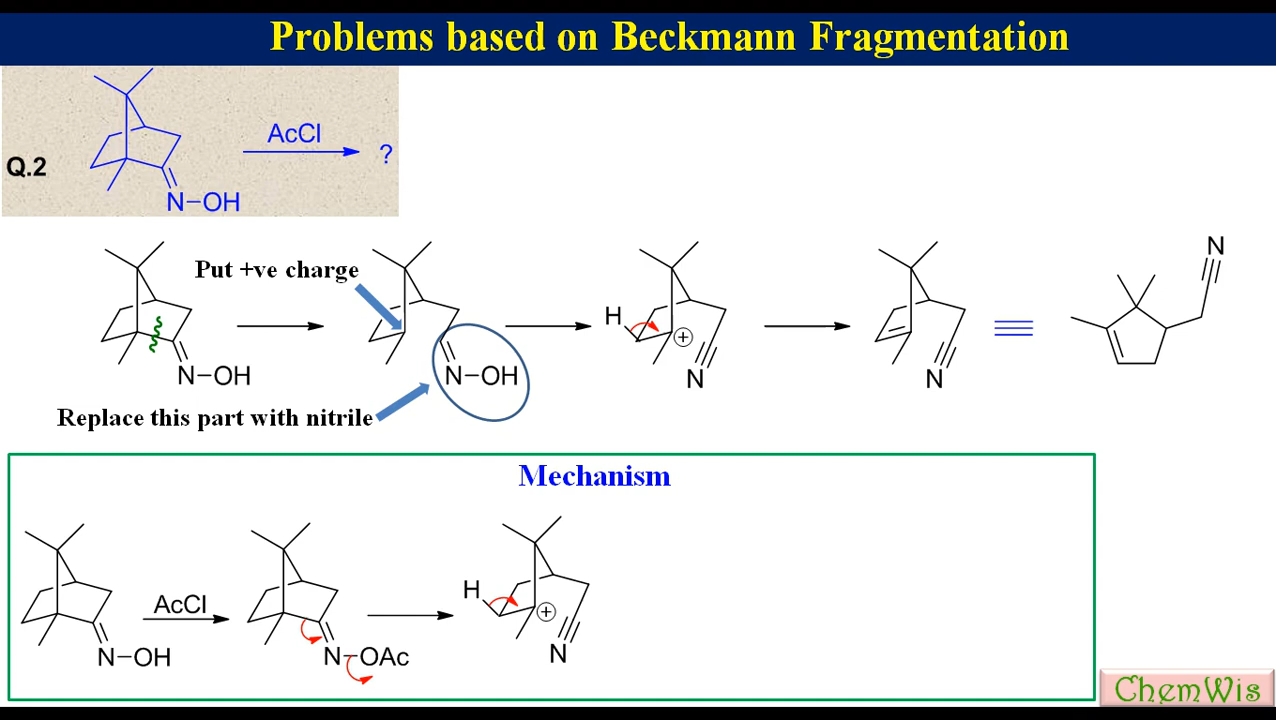 Problems based on Beckmann Fragmentation
AcCl
?
Q.2
N-OH
Put +ve charge
N
H
⊕
N-OH
N-OH
N
N
Replace this part with nitrile
Mechanism
H
AcCl
⊕
N-OH
N-OAc
N
ChemWis